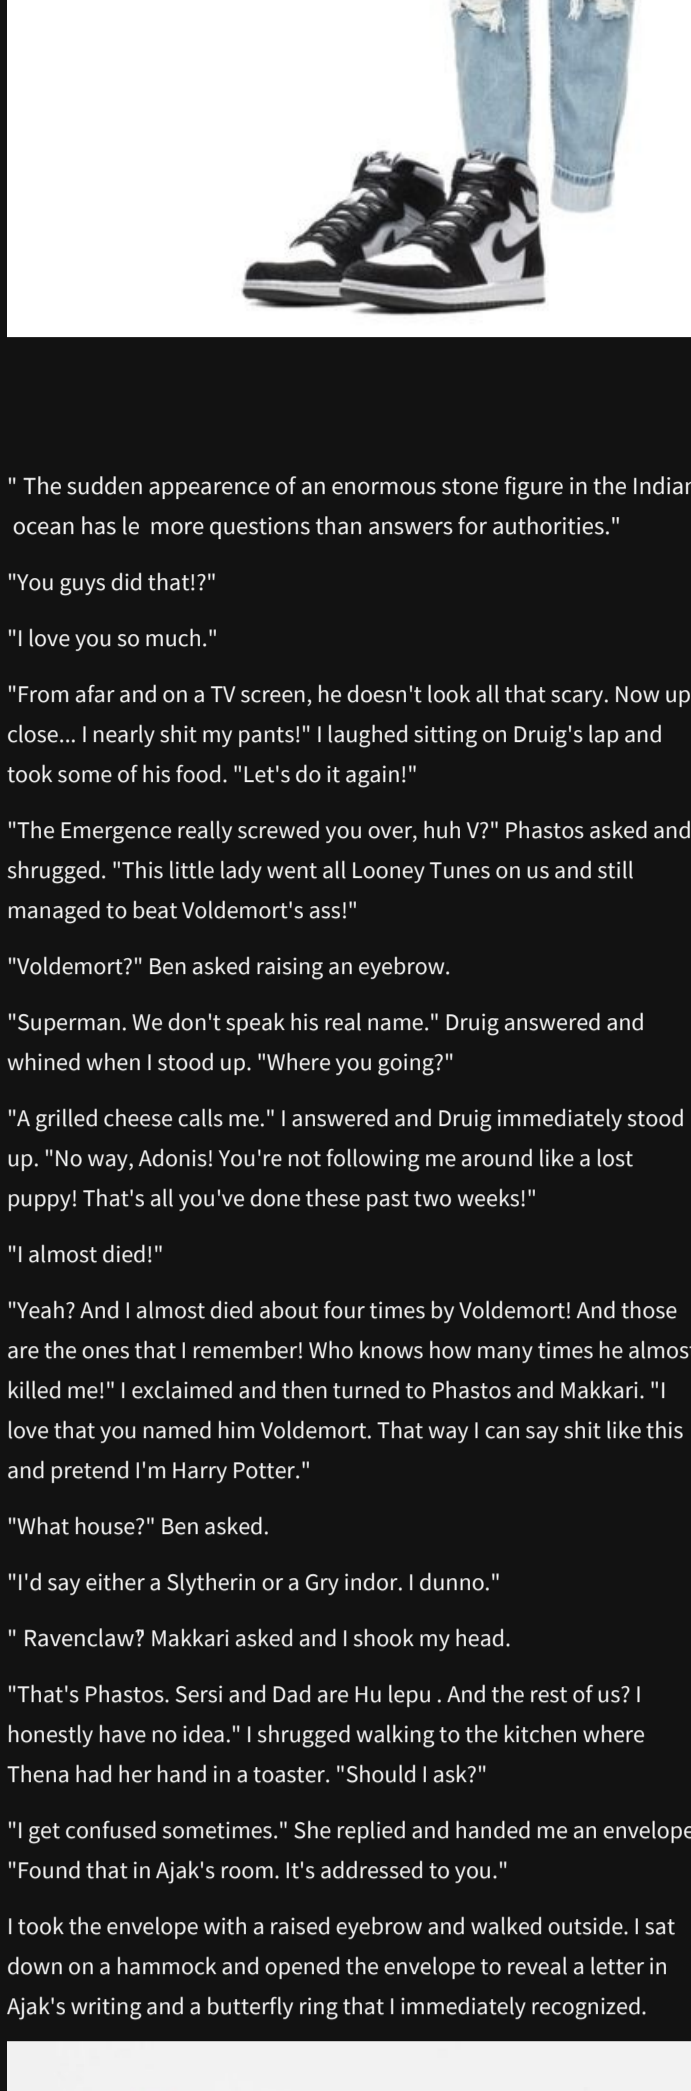 " The sudden appearence of an enormous stone figure in the Indian
ocean has le  more questions than answers for authorities."
"You guys did that!?"
"I love you so much."
"From afar and on a TV screen, he doesn't look all that scary. Now up
close... I nearly shit my pants!" I laughed sitting on Druig's lap and
took some of his food. "Let's do it again!"
"The Emergence really screwed you over, huh V?" Phastos asked and
shrugged. "This little lady went all Looney Tunes on us and still
managed to beat Voldemort's ass!"
"Voldemort?" Ben asked raising an eyebrow.
"Superman. We don't speak his real name." Druig answered and
whined when I stood up. "Where you going?"
"A grilled cheese calls me." I answered and Druig immediately stood
up. "No way, Adonis! You're not following me around like a lost
puppy! That's all you've done these past two weeks!"
"I almost died!"
"Yeah? And I almost died about four times by Voldemort! And those
are the ones that I remember! Who knows how many times he almost
killed me!" I exclaimed and then turned to Phastos and Makkari. "I
love that you named him Voldemort. That way I can say shit like this
and pretend I'm Harry Potter."
"What house?" Ben asked.
"I'd say either a Slytherin or a Gry indor. I dunno."
" Ravenclaw?" Makkari asked and I shook my head.
"That's Phastos. Sersi and Dad are Hu lepu . And the rest of us? I
honestly have no idea." I shrugged walking to the kitchen where
Thena had her hand in a toaster. "Should I ask?"
"I get confused sometimes." She replied and handed me an envelope
"Found that in Ajak's room. It's addressed to you."
I took the envelope with a raised eyebrow and walked outside. I sat
down on a hammock and opened the envelope to reveal a letter in
Ajak's writing and a butterfly ring that I immediately recognized.